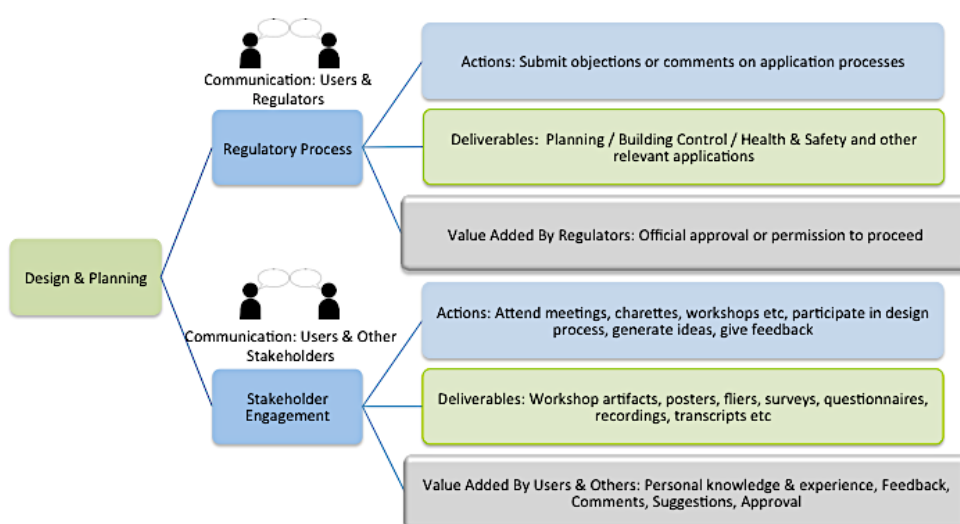 Communication: Users &
Regulators
Regulatory Process
Actions: Submit objections or comments on application processes
Deliverables: Planning / Building Control / Health & Safety and other
relevant applications
Value Added By Regulators: Official approval or permission to proceed
Design & Planning
Communication: Users & Other
Stakeholders
Stakeholder
Engagement
Actions: Attend meetings, charettes, workshops etc, participate in design
process, generate ideas, give feedback
Deliverables: Workshop artifacts, posters, fliers, surveys, questionnaires,
recordings, transcripts etc
Value Added By Users & Others: Personal knowledge & experience, Feedback,
Comments, Suggestions, Approval